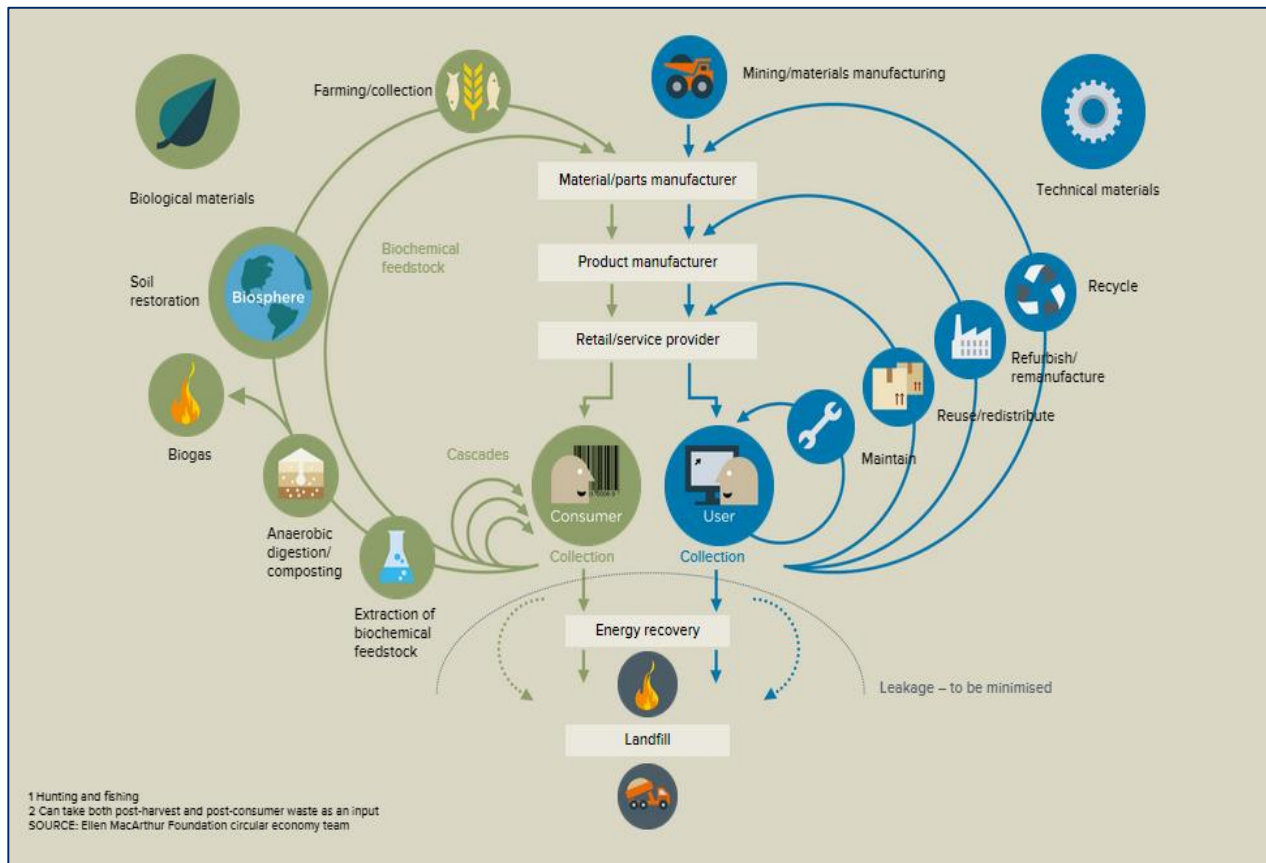 Farming/collection
Mining/materials manufacturing
Biological materials
Material/parts manufacturer
Technical materials
Biochemical
feedstock
Product manufacturer
Soil
restoration
Biosphere
Recycle
Retail/service provider
Refurbish/
remanufacture
Reuse/redistribute
Biogas
Cascades
Maintain
Consumer
User
Anaerobic
digestion/
composting
Collection
Collection
Extraction of
biochemical
feedstock
Energy recovery
Leakage – to be minimised
Landfill
1 Hunting and fishing
2 Can take both post-harvest and post-consumer waste as an input
SOURCE: Ellen MacArthur Foundation circular economy team